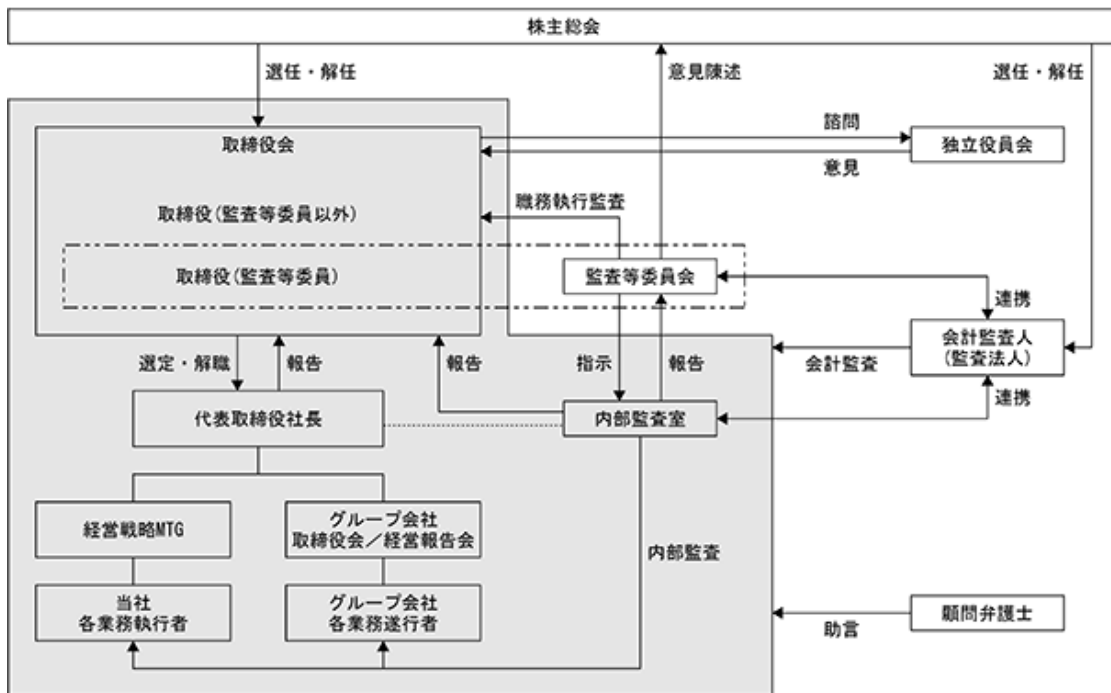 株主総会
選任・解任
意見陳述
選任・解任
取締役会
諮問
独立役員会
意見
職務執行監査
取締役(監査等委員以外)
取締役(監査等委員)
監査等委員会
連携
会計監査人
(監査法人)
会計監査
選定・解職
報告
報告
指示
報告
連携
代表取締役社長
内部監査室
経営戦略MTG
グループ会社
取締役会／経営報告会
内部監査
当社
各業務執行者
グループ会社
各業務遂行者
顧問弁護士
助言